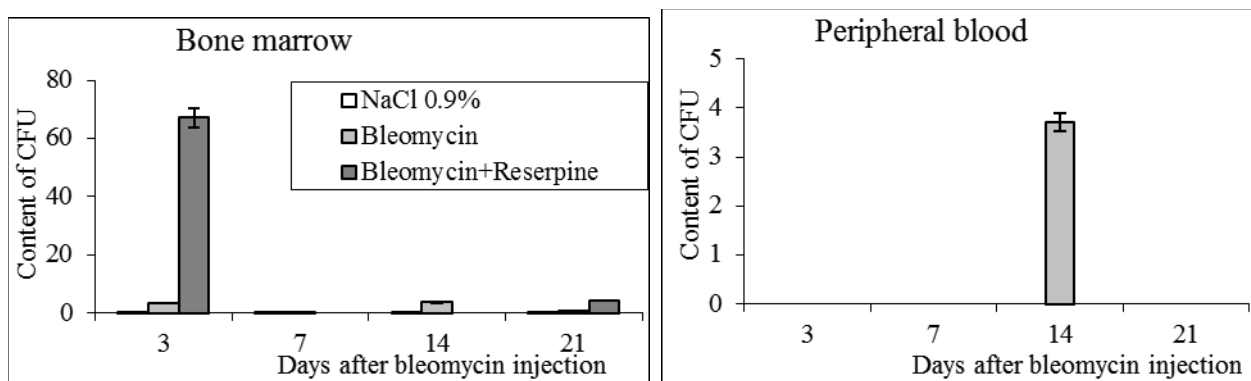 Bone marrow
Content of CFU
80
60
40
20
0
NaCl 0.9%
Bleomycin
Bleomycin+Reserpine
3 7 14 21
Days after bleomycin injection
Peripheral blood
Content of CFU
5
4
3
2
1
0
3 7 14 21
Days after bleomycin injection